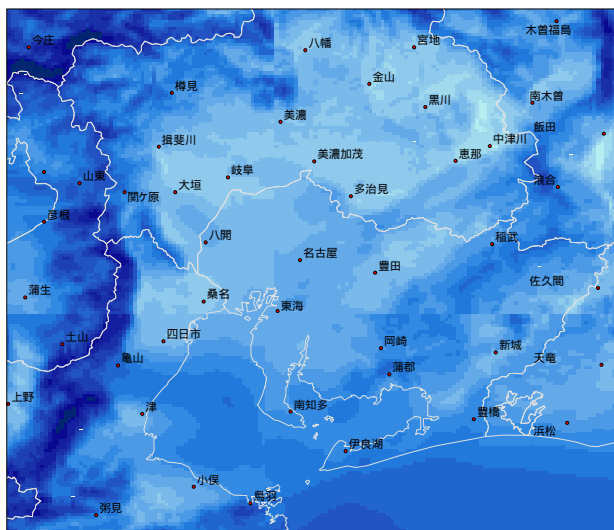 木曽福島
今庄
八幡
宮地
金山
樽見
南木曽
黒川
美濃
飯田
揖斐川
中津川
美濃加茂
恵那
岐阜
山東
大垣
浪合
関ケ原
多治見
彦根
八開
稲武
名古屋
豊田
佐久間
蒲生
桑名
東海
四日市
土山
岡崎
新城
亀山
天竜
蒲郡
上野
津
南知多
豊橋
浜松
伊良湖
小俣
鳥羽
粥見